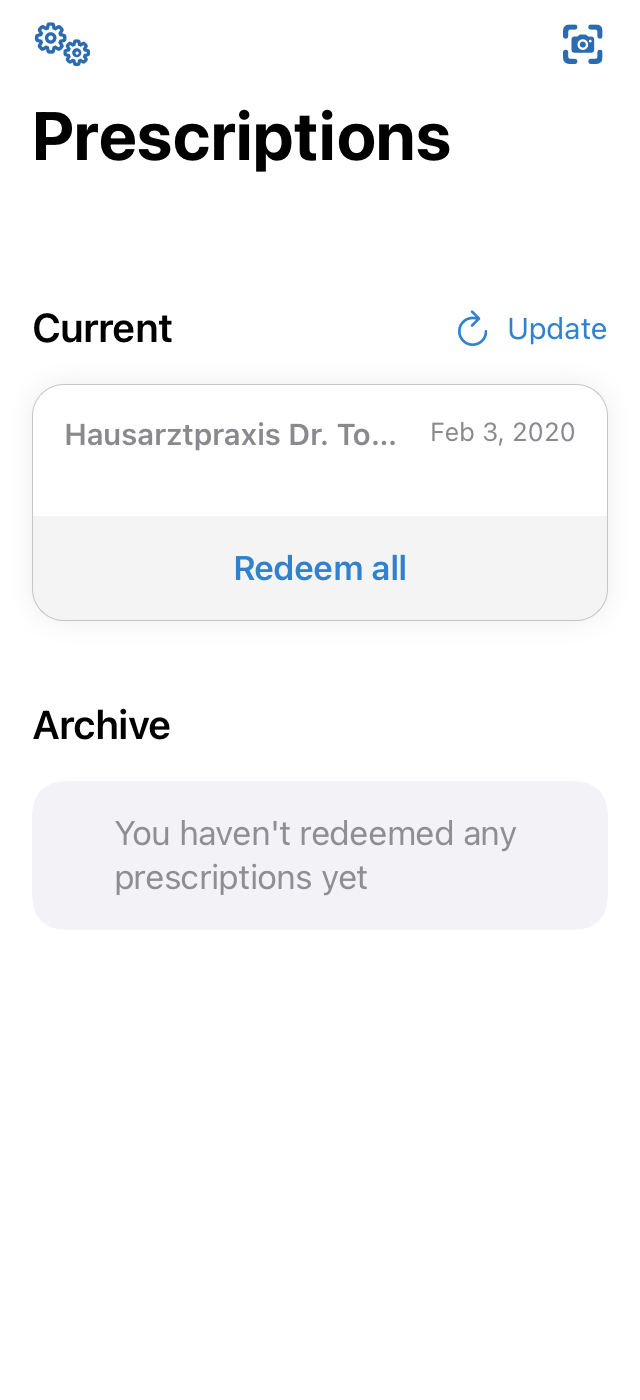 Prescriptions
Current
Update
Hausarztpraxis Dr. To...
Feb 3, 2020
Redeem all
Archive
You haven't redeemed any
prescriptions yet